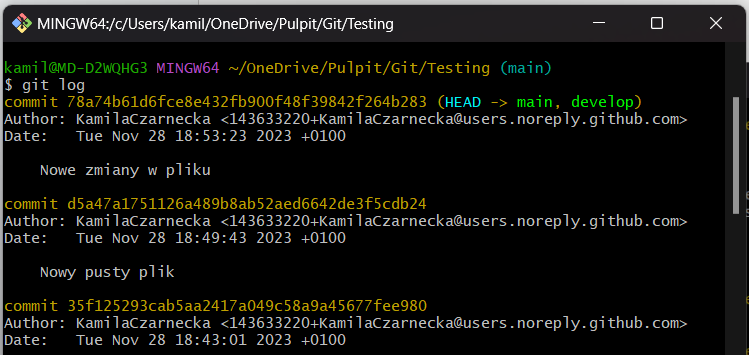 MINGW64:/c/Users/kamil/OneDrive/Pulpit/Git/Testing
kamil@MD-D2WQHG3 MINGW64 ~/OneDrive/Pulpit/Git/Testing (main)
$ git log
commit 78a74b61d6fce8e432fb900f48f39842f264b283 (HEAD -> main, develop)
Author: KamilaCzarnecka <143633220+KamilaCzarnecka@users.noreply.github.com>
Date:   Tue Nov 28 18:53:23 2023 +0100
    Nowe zmiany w pliku
commit d5a47a1751126a489b8ab52aed6642de3f5cdb24
Author: KamilaCzarnecka <143633220+KamilaCzarnecka@users.noreply.github.com>
Date:   Tue Nov 28 18:49:43 2023 +0100
    Nowy pusty plik
commit 35f125293cab5aa2417a049c58a9a45677fee980
Author: KamilaCzarnecka <143633220+KamilaCzarnecka@users.noreply.github.com>
Date:   Tue Nov 28 18:43:01 2023 +0100